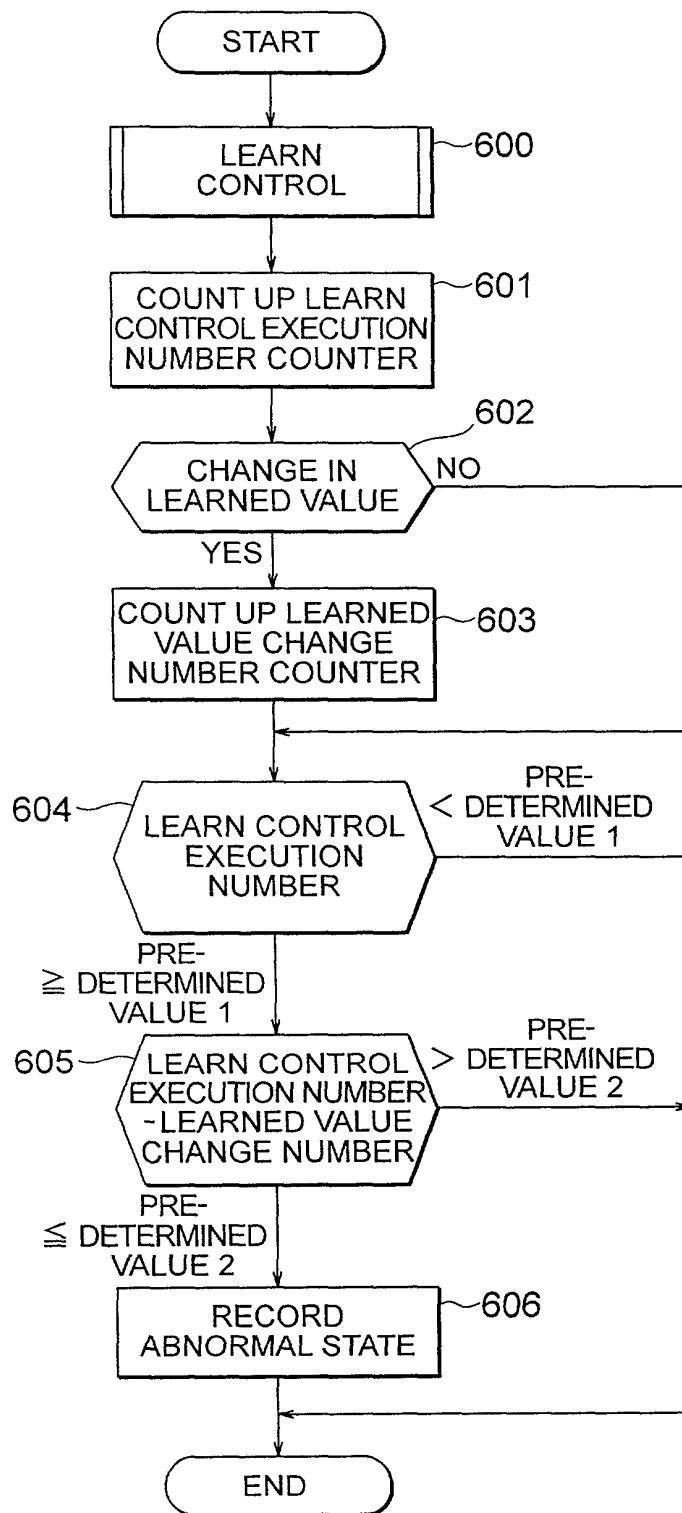 START
LEARN
CONTROL
600
COUNT UP LEARN
CONTROL EXECUTION
NUMBER COUNTER
601
CHANGE IN
LEARNED VALUE
602
NO
YES
COUNT UP LEARNED
VALUE CHANGE
NUMBER COUNTER
603
604
LEARN CONTROL
EXECUTION
NUMBER
PRE-
< DETERMINED
VALUE 1
PRE-
≧ DETERMINED
VALUE 1
605
LEARN CONTROL
EXECUTION NUMBER
-LEARNED VALUE
CHANGE NUMBER
PRE-
> DETERMINED
VALUE 2
PRE-
≦ DETERMINED
VALUE 2
RECORD
ABNORMAL STATE
606
END